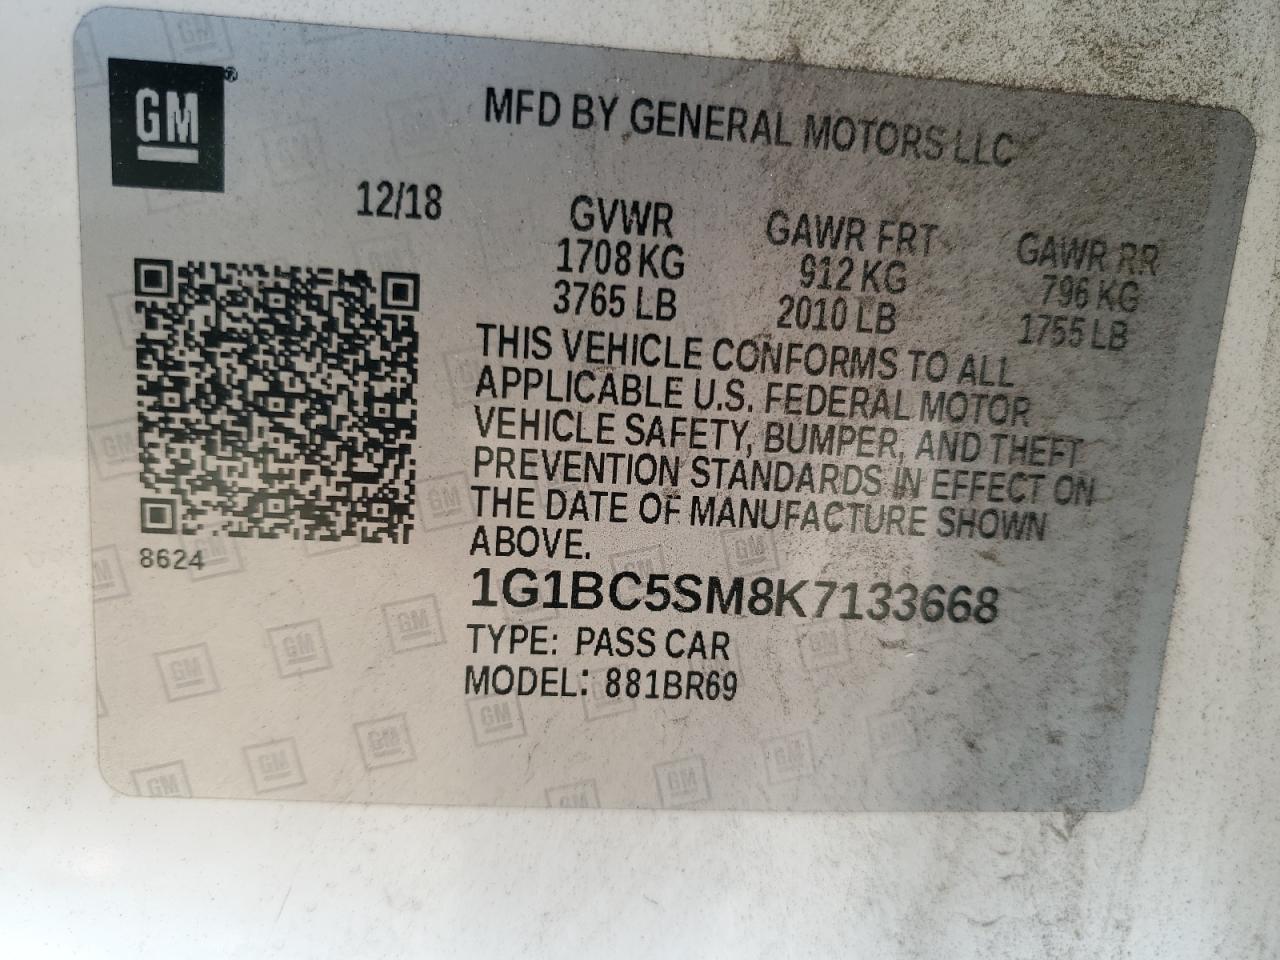 GM
MFD BY GENERAL MOTORS LLC
12/18
GVWR
1708 KG
3765 LB
GAWR FRT
912 KG
2010 LB
GAWR RR
796 KG
1755 LB
THIS VEHICLE CONFORMS TO ALL
APPLICABLE U.S. FEDERAL MOTOR
VEHICLE SAFETY, BUMPER, AND THEFT
PREVENTION STANDARDS IN EFFECT ON
THE DATE OF MANUFACTURE SHOWN
ABOVE.
8624
1G1BC5SM8K7133668
TYPE: PASS CAR
MODEL: 881BR69